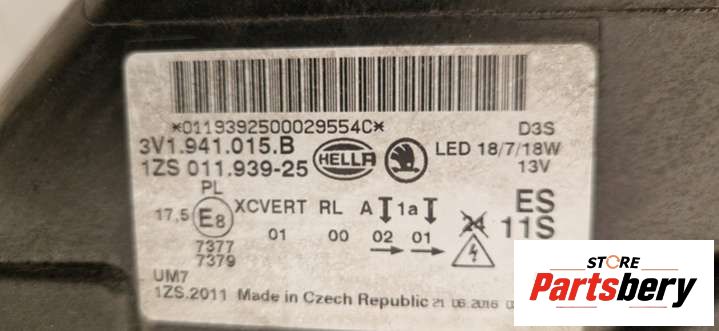 *0119392500029554C*
D3S
3V1.941.015.B HELLA LED 18/7/18W
1ZS 011.939-25 13V
PL
17,5 E8 XCVERT RL A 1a ES
01 00 02 01 24 11S
7377
7379
UM7
1ZS.2011 Made in Czech Republic 21 06.2016
STORE
Partsbery